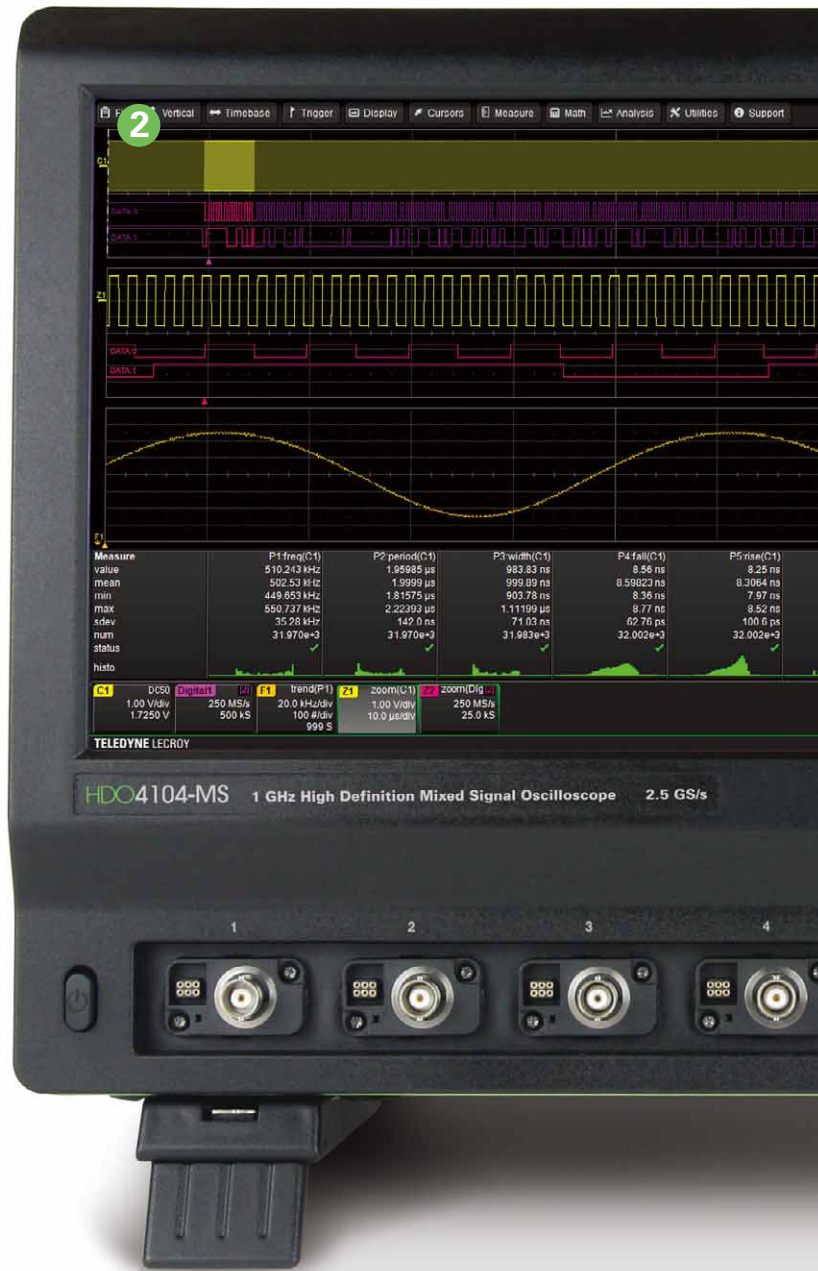 2
Vertical Timebase Trigger Display Cursors Measure Math Analysis Utilities Support
C1
DATA.0
DATA.1
Z1
DATA.0
DATA.1
F1
Measure P1:freq(C1) P2:period(C1) P3:width(C1) P4:fall(C1) P5:rise(C1)
value 510.243 kHz 1.95985 µs 983.83 ns 8.56 ns 8.25 ns
mean 502.53 kHz 1.9999 µs 999.89 ns 8.59823 ns 8.3064 ns
min 449.653 kHz 1.81575 µs 903.78 ns 8.36 ns 7.97 ns
max 550.737 kHz 2.22393 µs 1.11199 µs 8.77 ns 8.52 ns
sdev 35.28 kHz 142.0 ns 71.03 ns 62.76 ps 100.6 ps
num 31.970e+3 31.970e+3 31.983e+3 32.002e+3 32.002e+3
status
histo
C1 DC50 Digital1 F1 trend(P1) Z1 zoom(C1) Z2 zoom(Dig
1.00 V/div 250 MS/s 20.0 kHz/div 1.00 V/div 250 MS/s
1.7250 V 500 kS 100 #/div 10.0 µs/div 25.0 kS
999 S
TELEDYNE LECROY
HDO4104-MS 1 GHz High Definition Mixed Signal Oscilloscope 2.5 GS/s
1 2 3 4